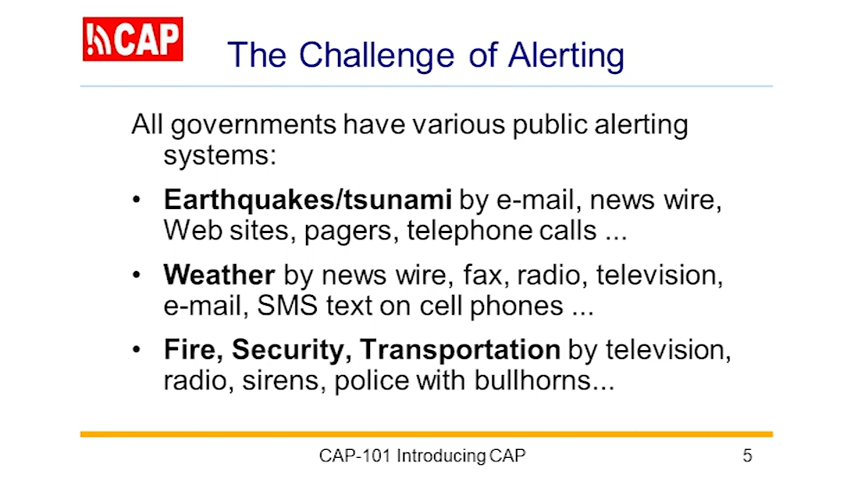 CAP
The Challenge of Alerting
All governments have various public alerting
systems:
• Earthquakes/tsunami by e-mail, news wire,
Web sites, pagers, telephone calls ...
• Weather by news wire, fax, radio, television,
e-mail, SMS text on cell phones ...
• Fire, Security, Transportation by television,
radio, sirens, police with bullhorns...
CAP-101 Introducing CAP 5